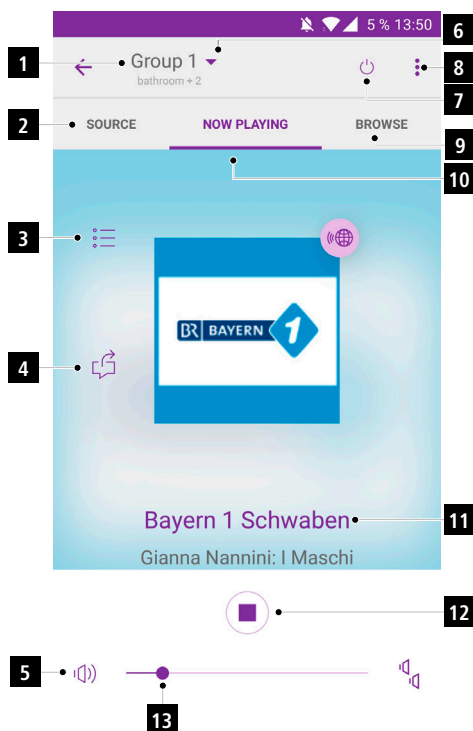 5 % 13:50
6
1
Group 1
bathroom + 2
8
7
2
SOURCE
NOW PLAYING
BROWSE
9
10
3
BR BAYERN 1
4
Bayern 1 Schwaben
11
Gianna Nannini: I Maschi
12
5
13